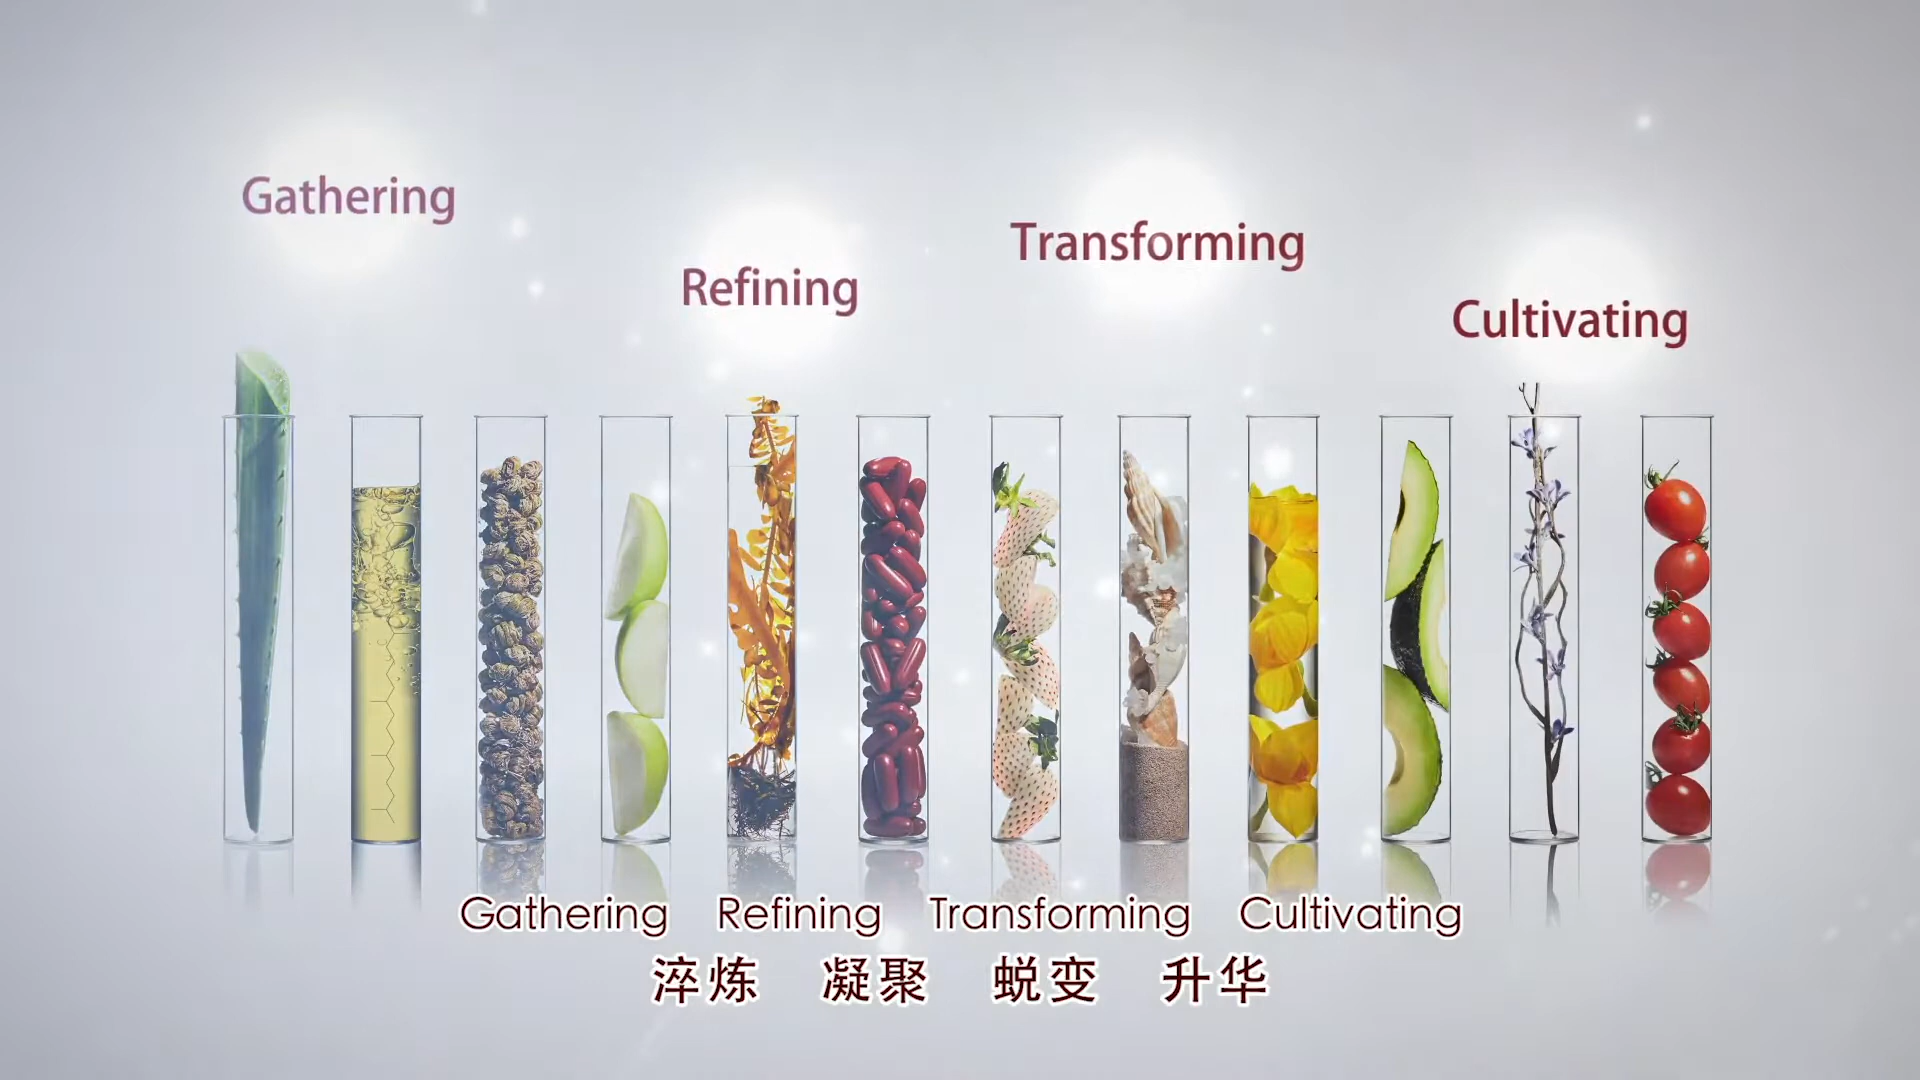 Gathering
Refining
Transforming
Cultivating
Gathering Refining Transforming Cultivating
淬炼 凝聚 蜕变 升华